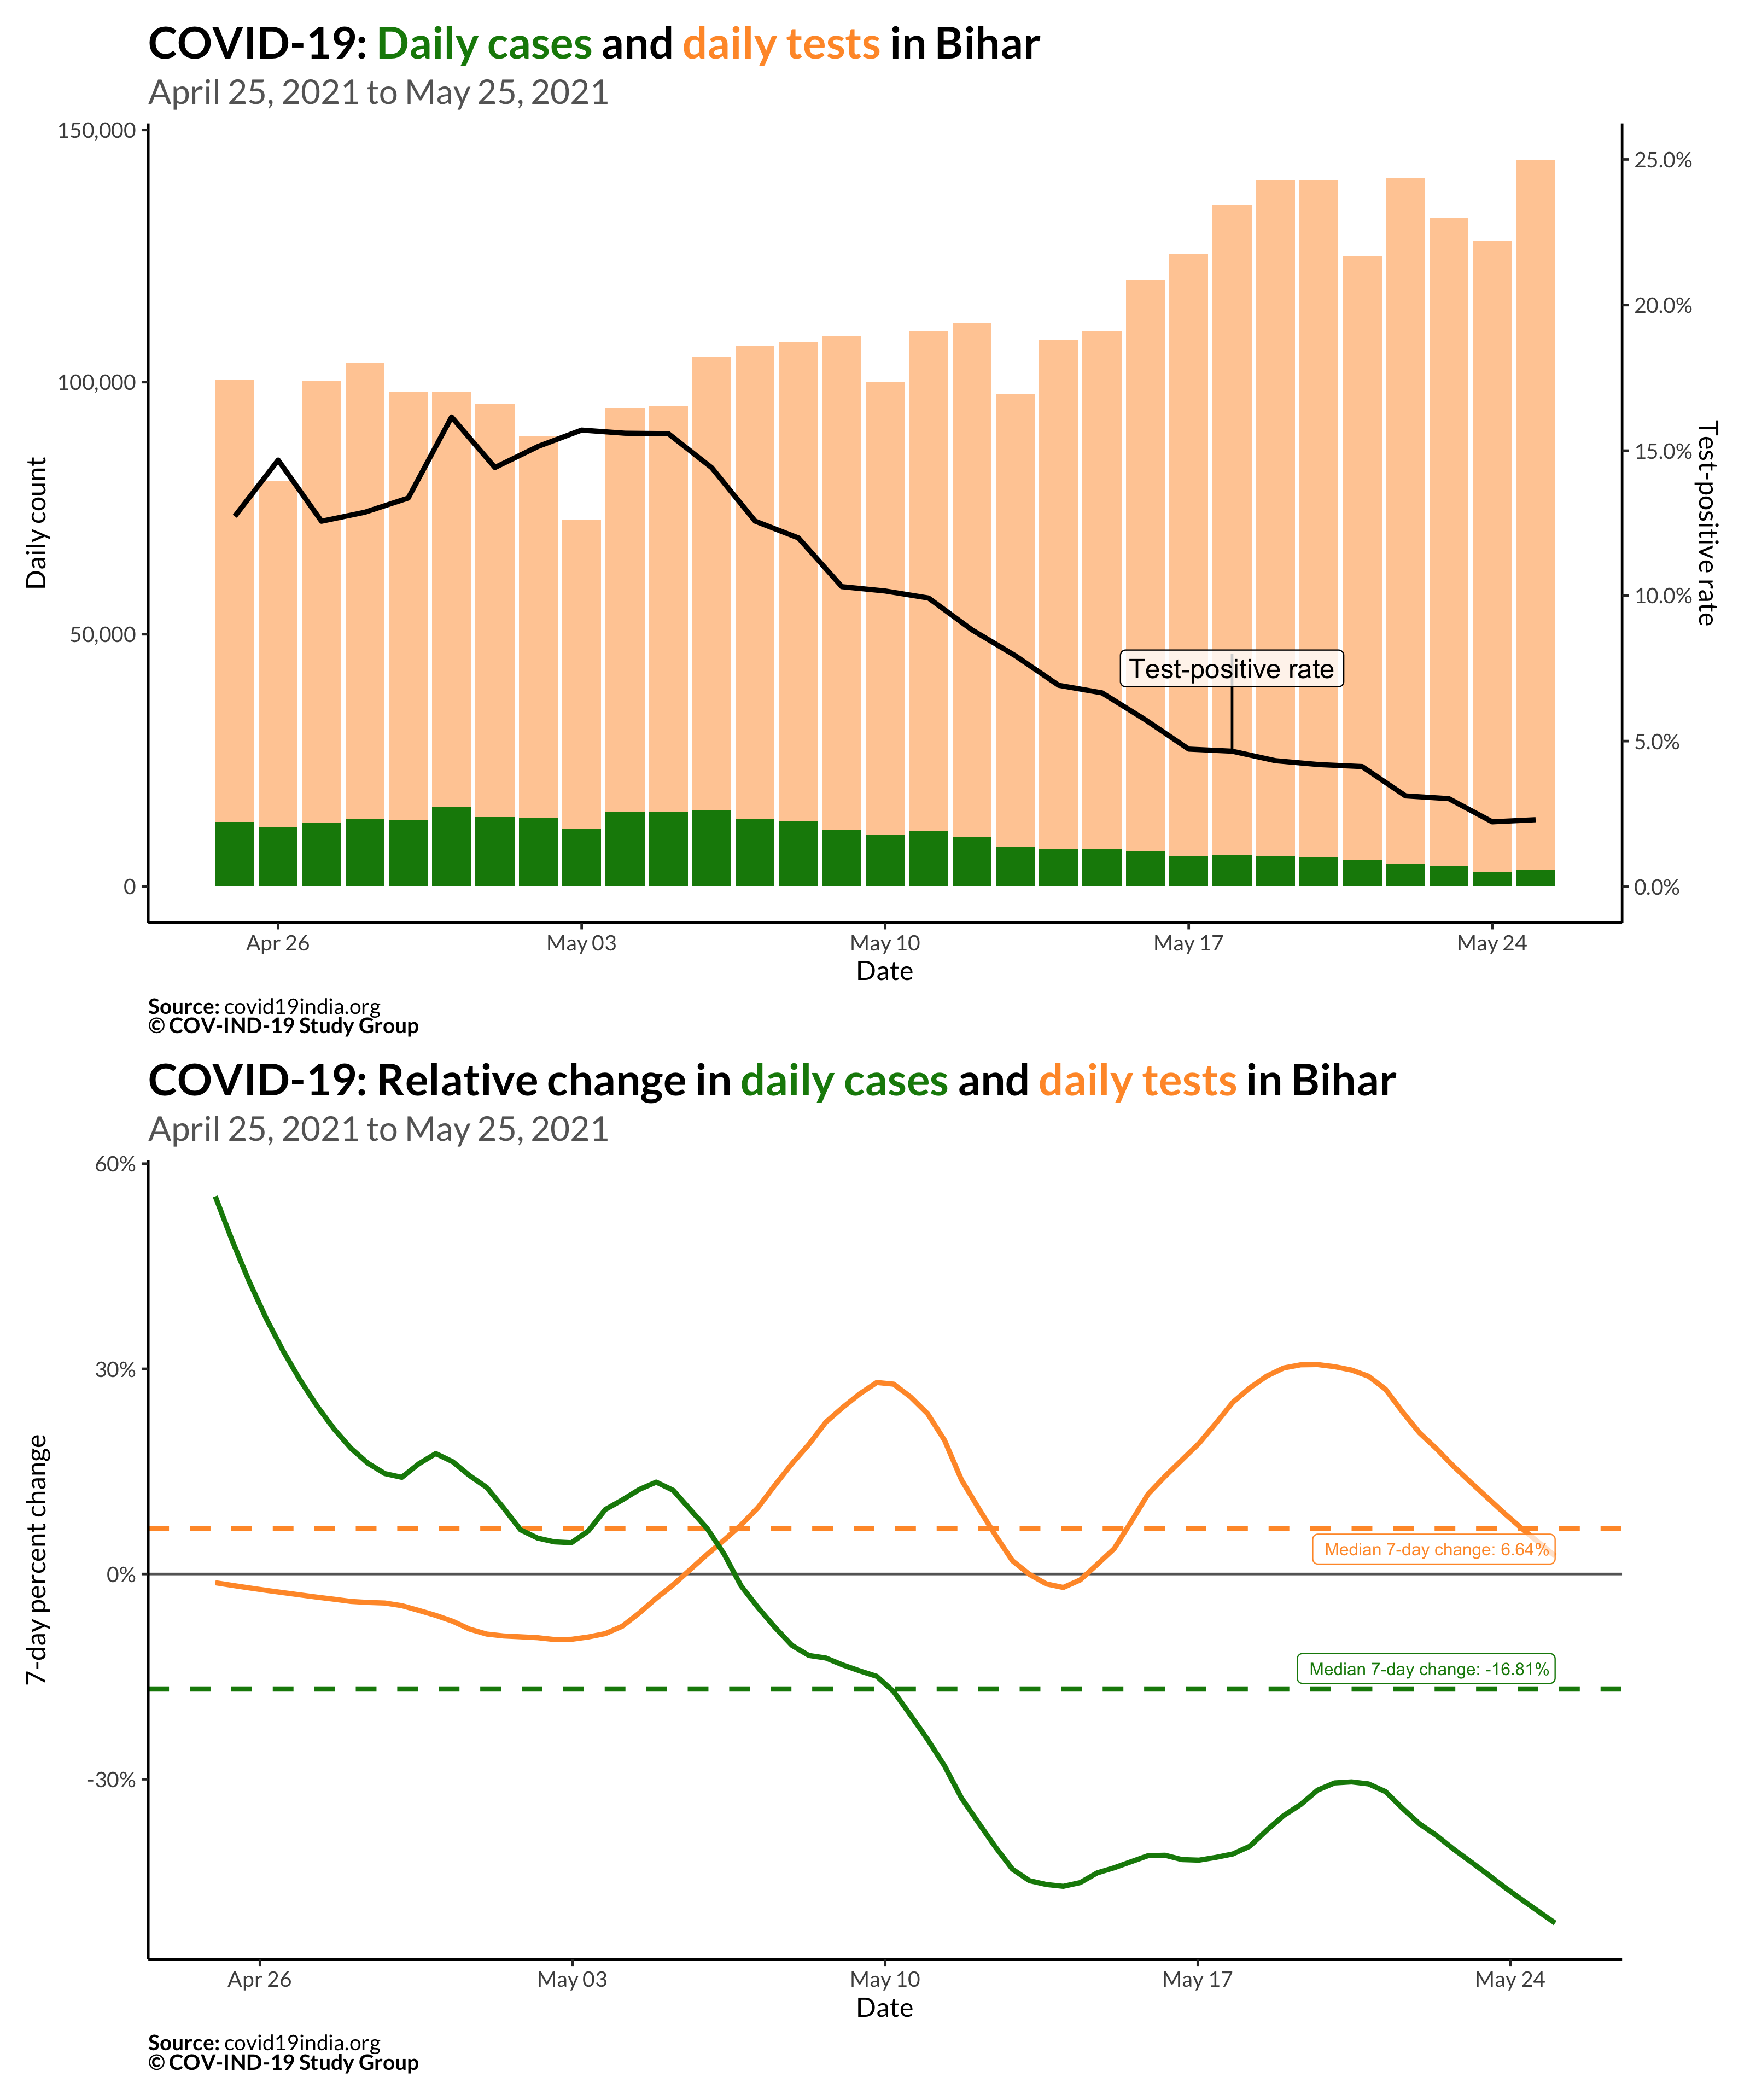 COVID-19: Daily cases and daily tests in Bihar
April 25, 2021 to May 25, 2021
150,000
100,000
50,000
0
Daily count
25.0%
20.0%
15.0%
10.0%
5.0%
0.0%
Test-positive rate
Test-positive rate
Apr 26
May 03
May 10
May 17
May 24
Date
Source: covid19india.org
© COV-IND-19 Study Group
COVID-19: Relative change in daily cases and daily tests in Bihar
April 25, 2021 to May 25, 2021
60%
30%
0%
-30%
7-day percent change
Median 7-day change: 6.64%
Median 7-day change: -16.81%
Apr 26
May 03
May 10
May 17
May 24
Date
Source: covid19india.org
© COV-IND-19 Study Group